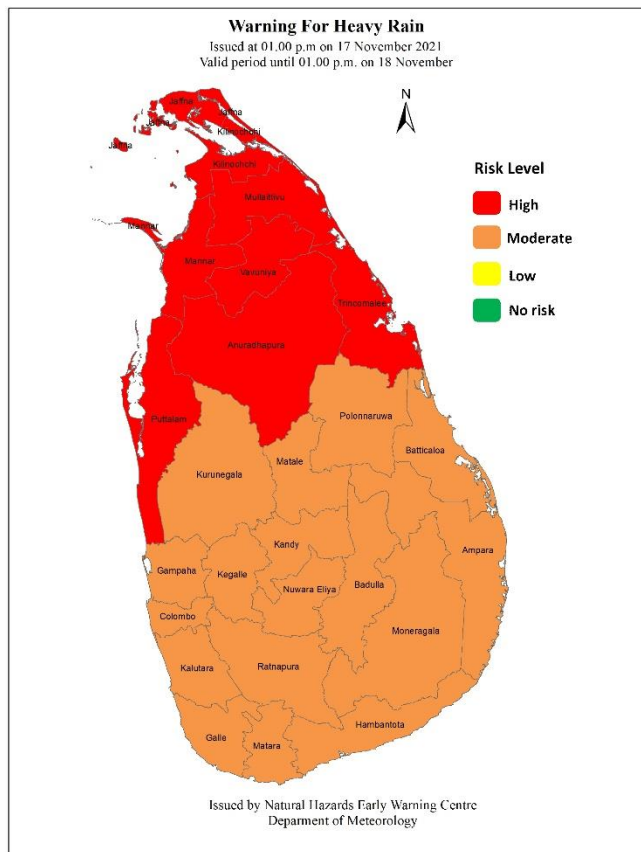 Warning For Heavy Rain
Issued at 01.00 p.m on 17 November 2021
Valid period until 01.00 p.m. on 18 November
N
Jaffna
Jaffna
Jaffna
Kilinochchi
Jaffna
Kilinochchi
Mullaittivu
Mannar
Mannar
Vavuniya
Trincomalee
Anuradhapura
Puttalam
Polonnaruwa
Batticaloa
Matale
Kurunegala
Kandy
Ampara
Gampaha
Kegalle
Nuwara Eliya
Badulla
Colombo
Moneragala
Kalutara
Ratnapura
Hambantota
Galle
Matara
Risk Level
High
Moderate
Low
No risk
Issued by Natural Hazards Early Warning Centre
Deparment of Meteorology